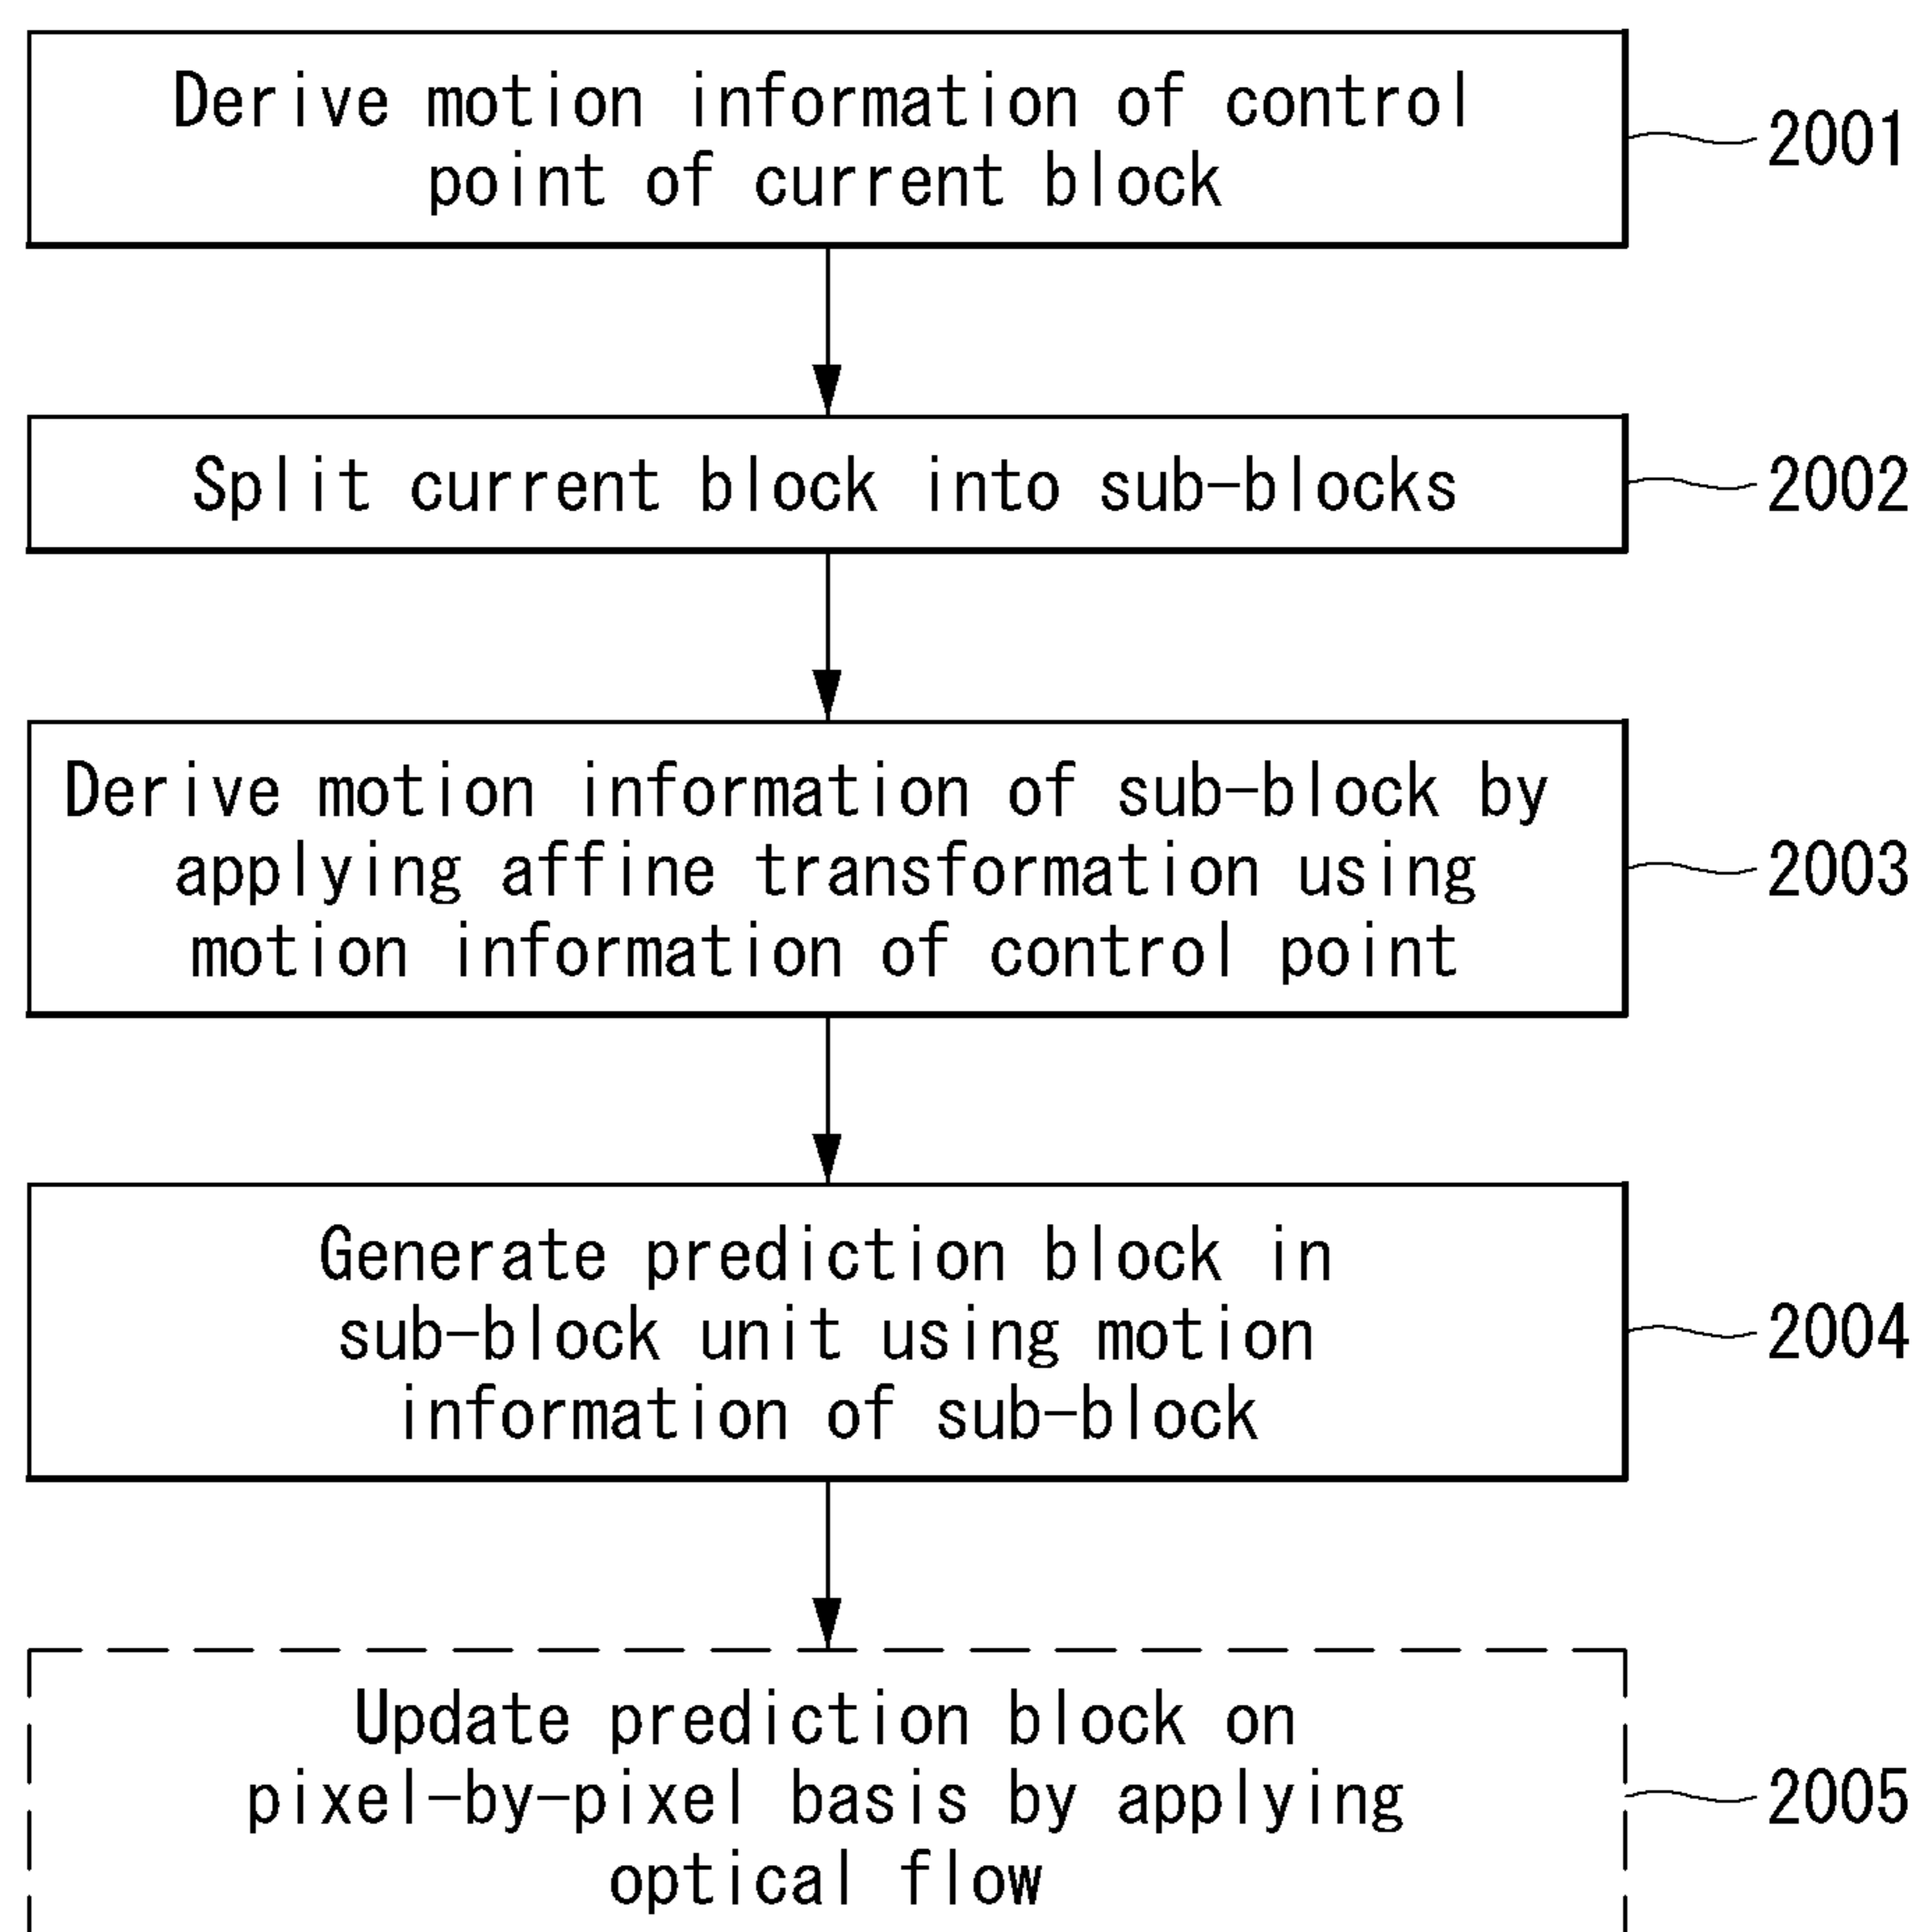 Derive motion information of control
point of current block
2001
Split current block into sub-blocks
2002
Derive motion information of sub-block by
applying affine transformation using
motion information of control point
2003
Generate prediction block in
sub-block unit using motion
information of sub-block
2004
Update prediction block on
pixel-by-pixel basis by applying
optical flow
2005